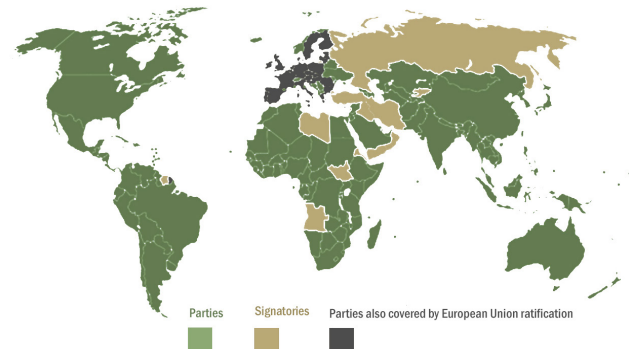 Parties
Signatories
Parties also covered by European Union ratification